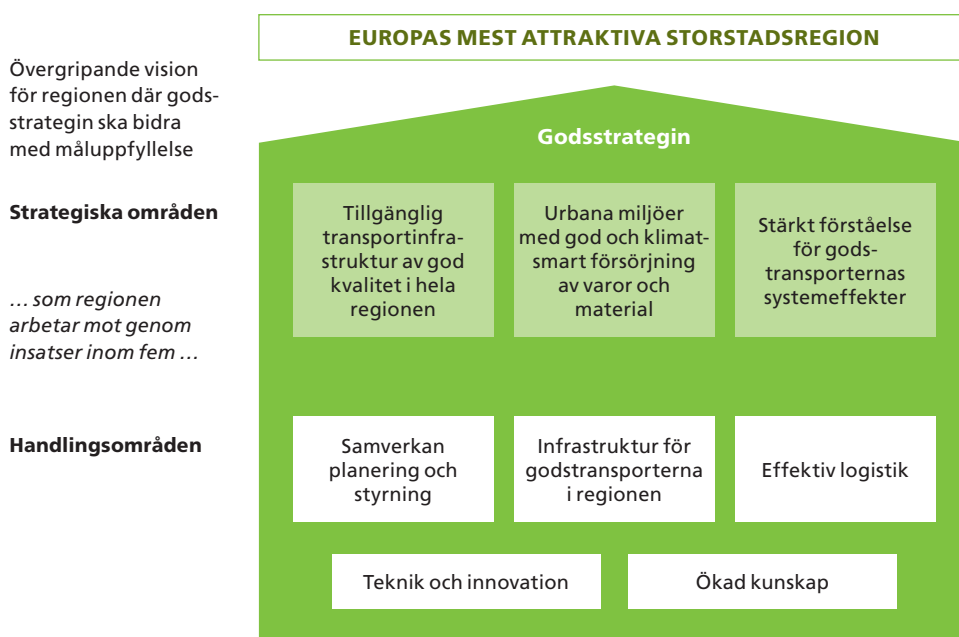 EUROPAS MEST ATTRAKTIVA STORSTADSREGION
Övergripande vision
för regionen där gods-
strategin ska bidra
med måluppfyllelse
Godsstrategin
Strategiska områden
Tillgänglig
transportinfra-
struktur av god
kvalitet i hela
regionen
Urbana miljöer
med god och klimat-
smart försörjning
av varor och
material
Stärkt förståelse
för gods-
transporternas
systemeffekter
… som regionen
arbetar mot genom
insatser inom fem …
Handlingsområden
Samverkan
planering och
styrning
Infrastruktur för
godstransporterna
i regionen
Effektiv logistik
Teknik och innovation
Ökad kunskap